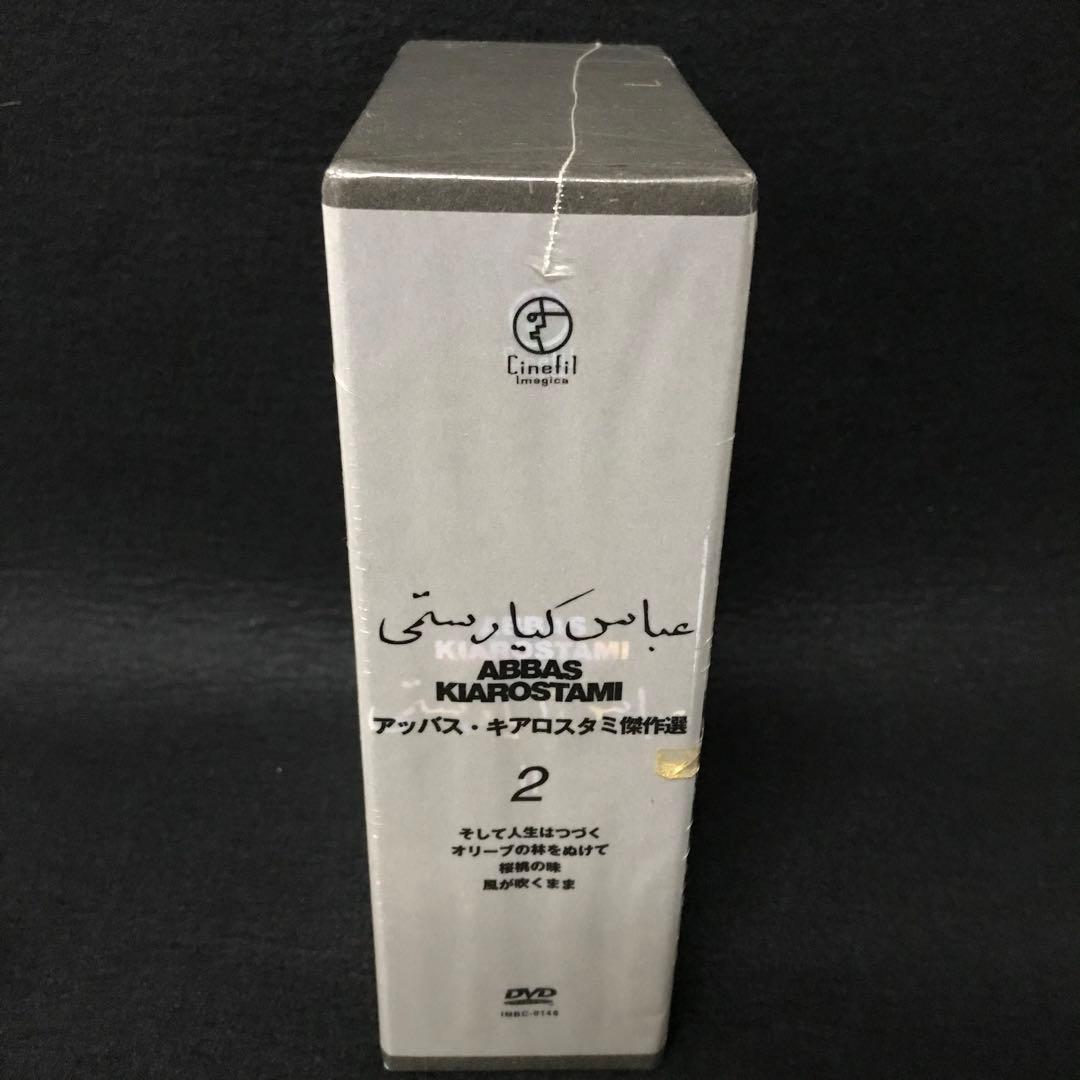 Cinefil
Imagica
عباس کیارستمی
ABBAS
KIAROSTAMI
アッバス・キアロスタミ傑作選
2
そして人生はつづく
オリーブの林をぬけて
桜桃の味
風が吹くまま
DVD
IMBC-0146